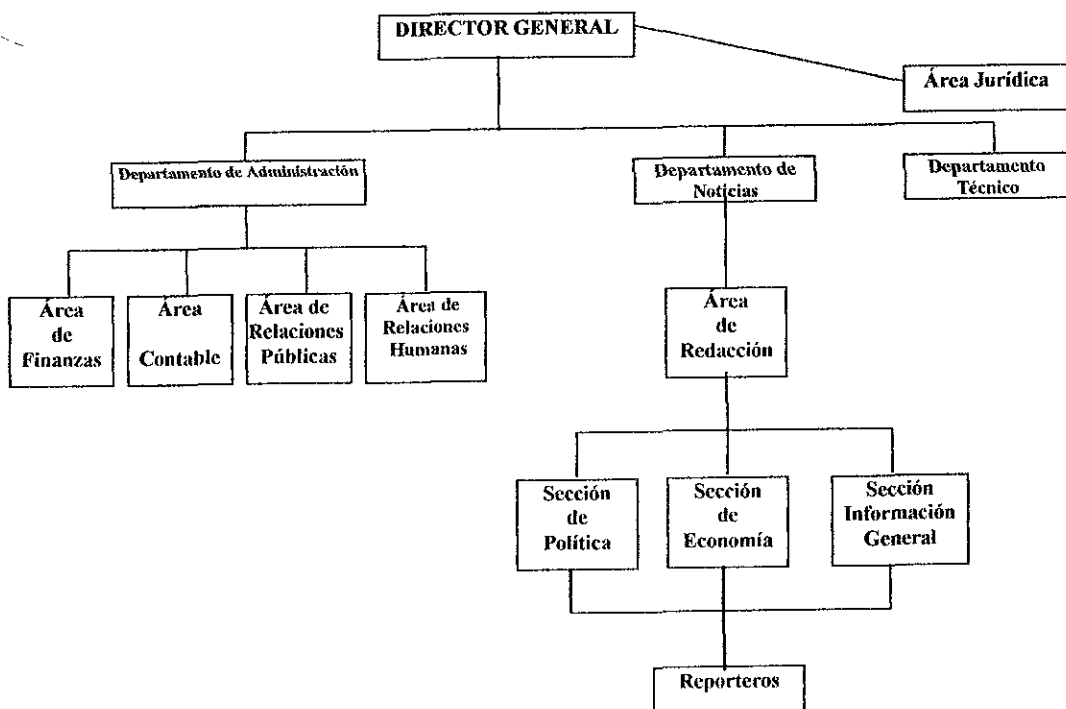 DIRECTOR GENERAL
Área Jurídica
Departamento de Administración
Departamento de
Noticias
Departamento
Técnico
Área
de
Finanzas
Área
Contable
Área de
Relaciones
Públicas
Área de
Relaciones
Humanas
Área
de
Redacción
Sección
de
Política
Sección
de
Economía
Sección
Información
General
Reporteros